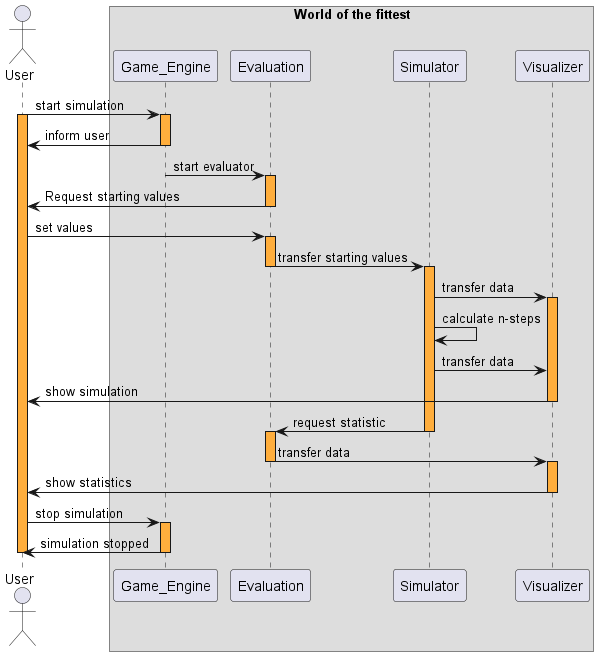 World of the fittest
User
Game_Engine
Evaluation
Simulator
Visualizer
start simulation
inform user
start evaluator
Request starting values
set values
transfer starting values
transfer data
calculate n-steps
transfer data
show simulation
request statistic
transfer data
show statistics
stop simulation
simulation stopped
User
Game_Engine
Evaluation
Simulator
Visualizer